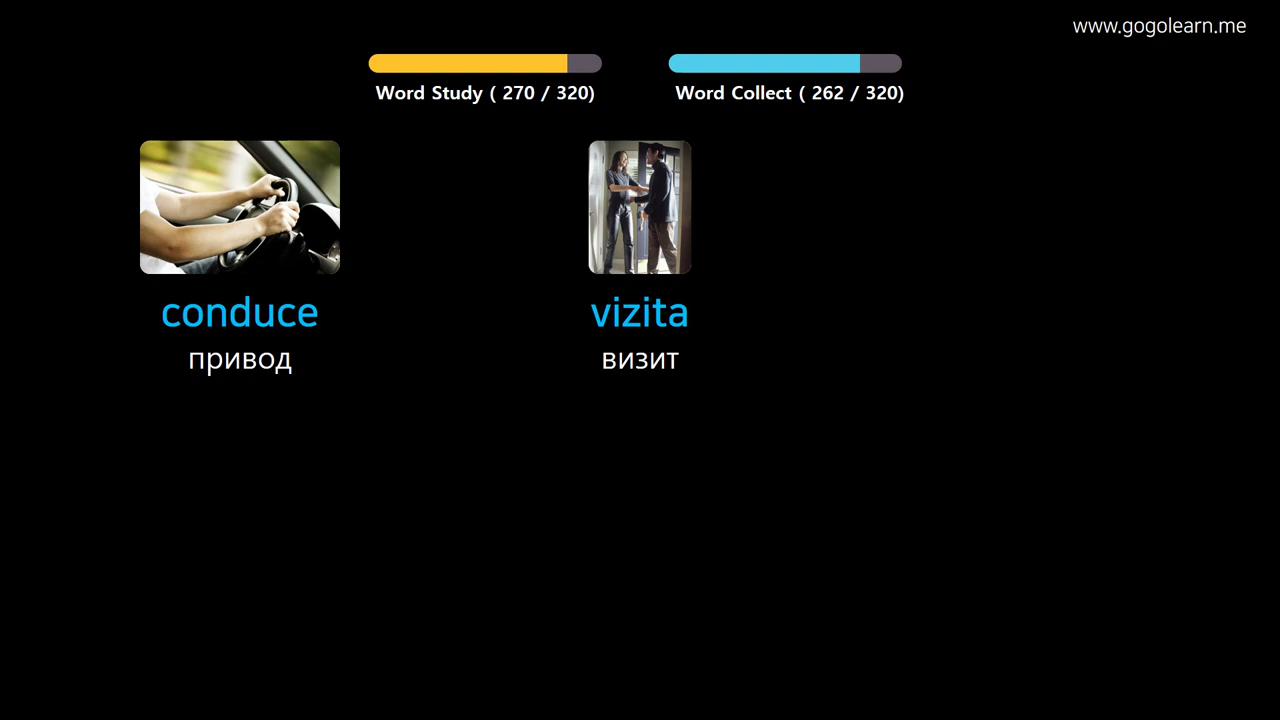 www.gogolearn.me
Word Study ( 270 / 320)
Word Collect ( 262 / 320)
conduce
привод
vizita
визит